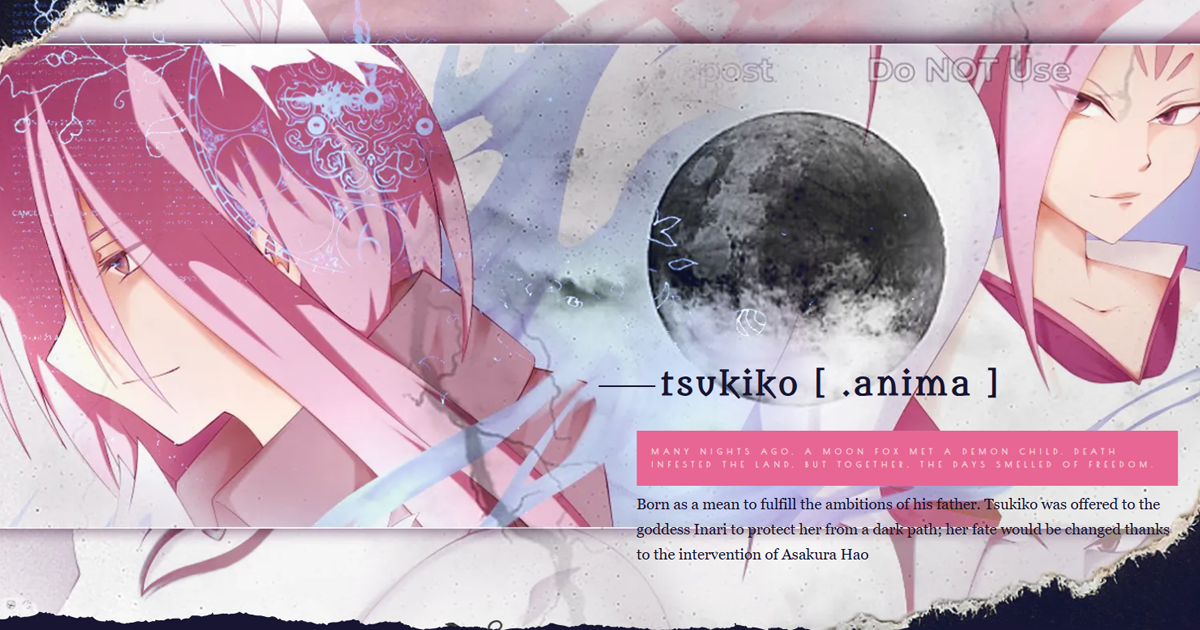 post
Do NOT Use
CANC
tsukiko [ .anima ]
MANY NIGHTS AGO, A MOON FOX MET A DEMON CHILD. DEATH
INFESTED THE LAND, BUT TOGETHER, THE DAYS SMELLED OF FREEDOM.
Born as a mean to fulfill the ambitions of his father. Tsukiko was offered to the
goddess Inari to protect her from a dark path; her fate would be changed thanks
to the intervention of Asakura Hao